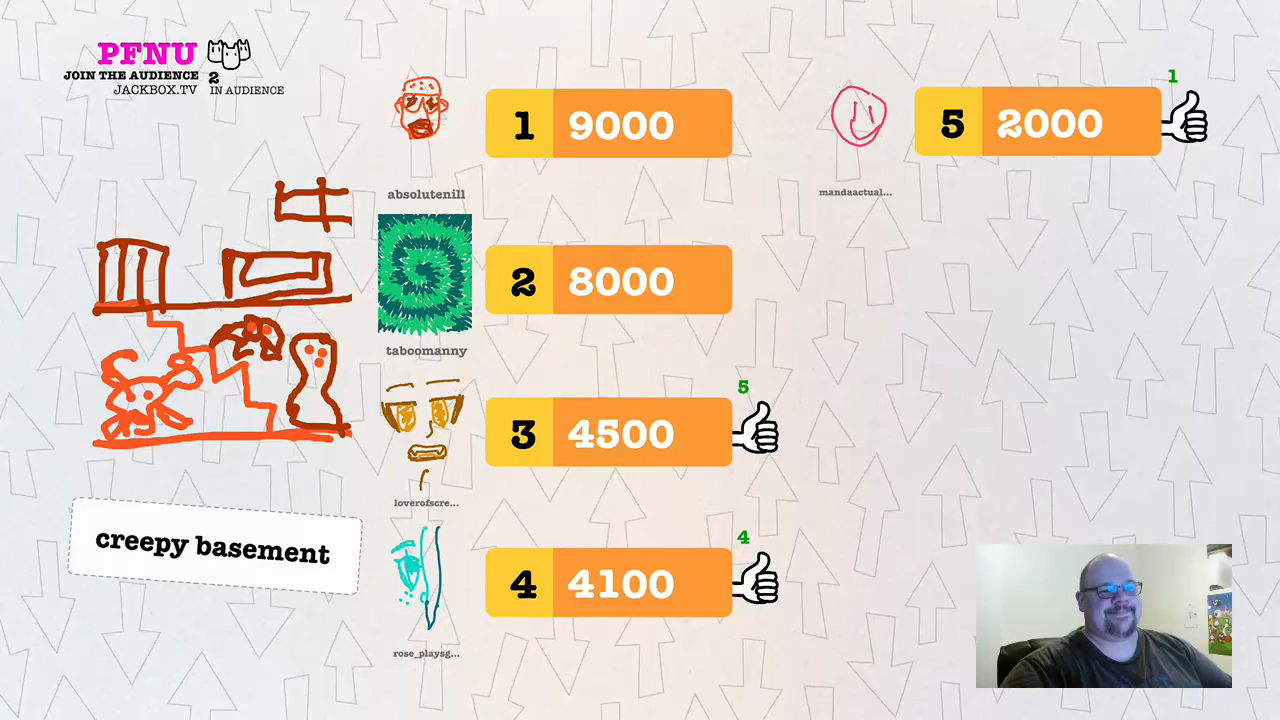 PFNU
JOIN THE AUDIENCE
JACKBOX.TV
2
IN AUDIENCE
creepy basement
1 9000
absolutenill
2 8000
taboomanny
3 4500
5
loverofscre...
4 4100
4
rose_playsg...
5 2000
1
mandaactual...